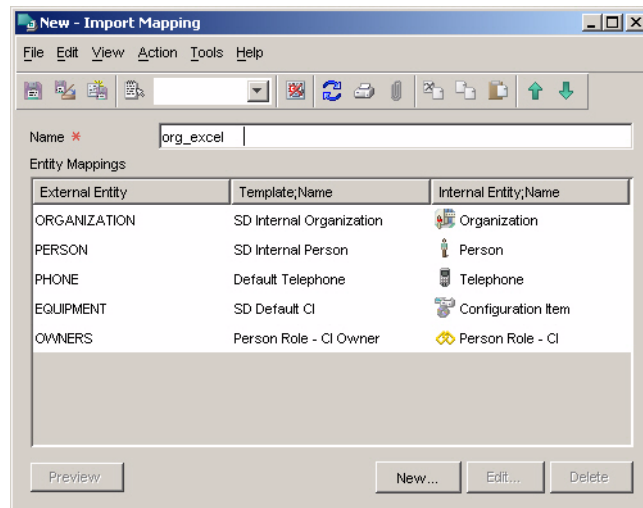 New - Import Mapping
File Edit View Action Tools Help
Name * org_excel
Entity Mappings
External Entity Template;Name Internal Entity;Name
ORGANIZATION SD Internal Organization Organization
PERSON SD Internal Person Person
PHONE Default Telephone Telephone
EQUIPMENT SD Default CI Configuration Item
OWNERS Person Role - CI Owner Person Role - CI
Preview New... Edit... Delete